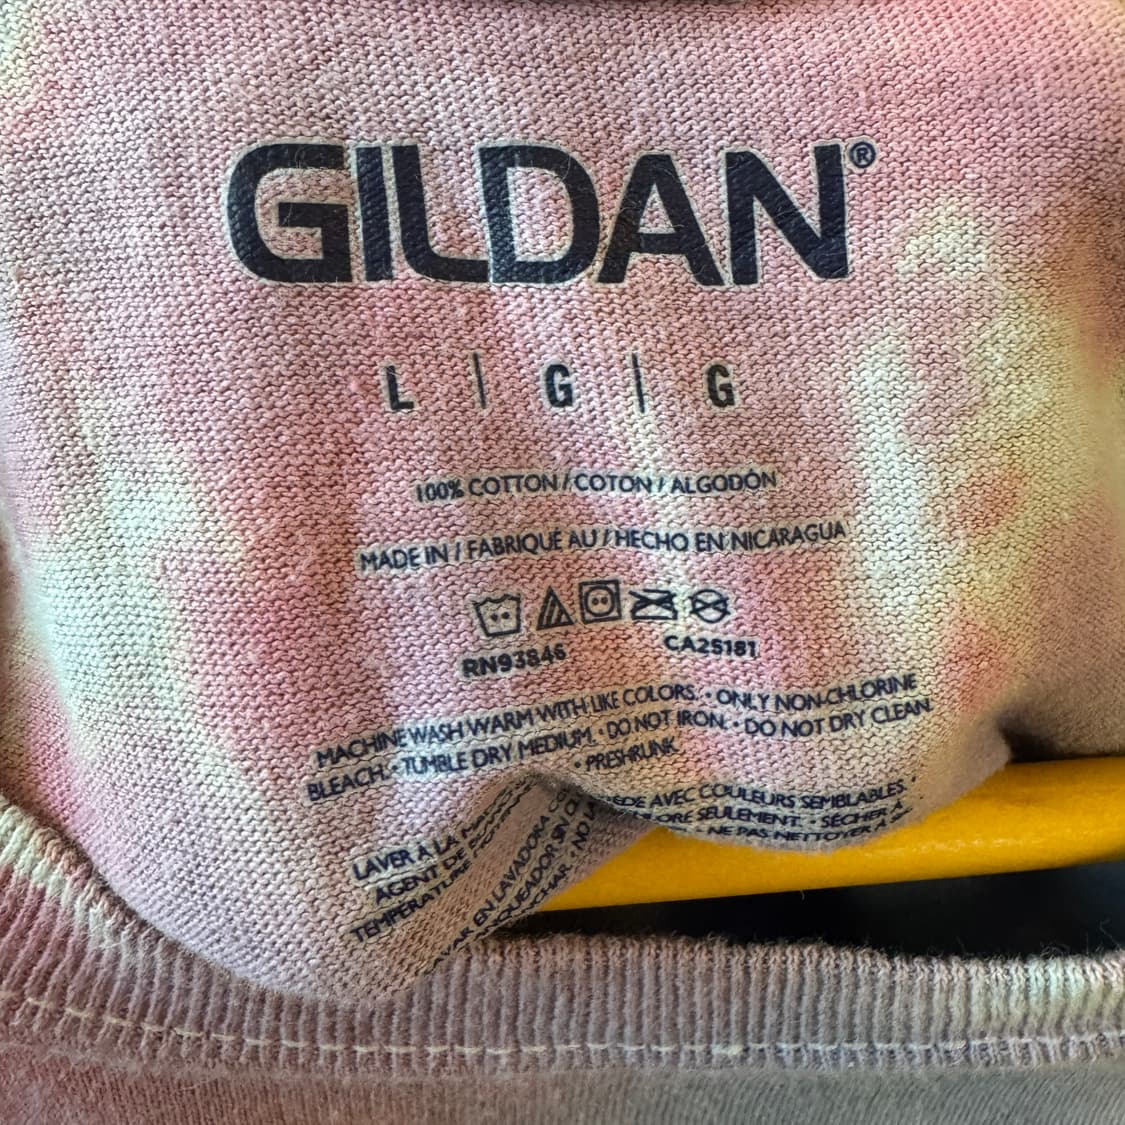 GILDAN®
L | G | G
100% COTTON / COTON / ALGODÓN
MADE IN / FABRIQUÉ AU / HECHO EN NICARAGUA
RN93846 CA25181
MACHINE WASH WARM WITH LIKE COLORS. • ONLY NON-CHLORINE
BLEACH. • TUMBLE DRY MEDIUM. • DO NOT IRON. • DO NOT DRY CLEAN.
• PRESHRUNK
LAVER À LA AVEC COULEURS SEMBLABLES. •
AGENT DE SEULEMENT. • SÉCHER À
TEMPÉRATURE • NE PAS NETTOYER À
EN LAVADORA
SIN